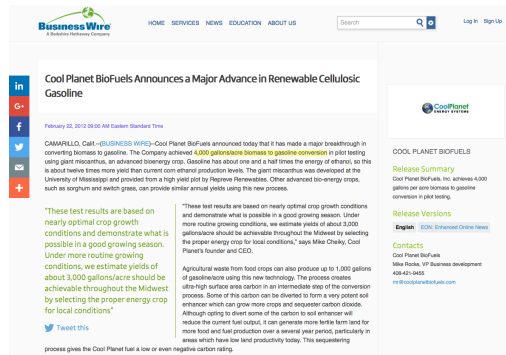 Business Wire
A Berkshire Hathaway Company
HOME SERVICES NEWS EDUCATION ABOUT US
Search
Log In Sign Up
Cool Planet BioFuels Announces a Major Advance in Renewable Cellulosic
Gasoline
February 22, 2012 09:00 AM Eastern Standard Time
CAMARILLO, Calif.--(BUSINESS WIRE)--Cool Planet BioFuels announced today that it has made a major breakthrough in
converting biomass to gasoline. The Company achieved 4,000 gallons/acre biomass to gasoline conversion in pilot testing
using giant miscanthus, an advanced bioenergy crop. Gasoline has about one and a half times the energy of ethanol, so this
is about twelve times more yield than current corn ethanol production levels. The giant miscanthus was developed at the
University of Mississippi and provided from a high yield plot by Repreve Renewables. Other advanced bio-energy crops,
such as sorghum and switch grass, can provide similar annual yields using this new process.
"These test results are based on
nearly optimal crop growth
conditions and demonstrate what is
possible in a good growing season.
Under more routine growing
conditions, we estimate yields of
about 3,000 gallons/acre should be
achievable throughout the Midwest
by selecting the proper energy crop
for local conditions"
Tweet this
"These test results are based on nearly optimal crop growth conditions
and demonstrate what is possible in a good growing season. Under
more routine growing conditions, we estimate yields of about 3,000
gallons/acre should be achievable throughout the Midwest by selecting
the proper energy crop for local conditions," says Mike Cheiky, Cool
Planet's founder and CEO.
Agricultural waste from food crops can also produce up to 1,000 gallons
of gasoline/acre using this new technology. The process creates
ultra-high surface area carbon in an intermediate step of the conversion
process. Some of this carbon can be diverted to form a very potent soil
enhancer which can grow more crops and sequester carbon dioxide.
Although opting to divert some of the carbon to soil enhancer will
reduce the current fuel output, it can generate more fertile farm land for
more food and fuel production over a several year period, particularly in
areas which have low land productivity today. This sequestering
process gives the Cool Planet fuel a low or even negative carbon rating.
in
G+
f
CoolPlanet
ENERGY SYSTEMS
COOL PLANET BIOFUELS
Release Summary
Cool Planet BioFuels, Inc. achieves 4,000
gallons per acre biomass to gasoline
conversion in pilot testing.
Release Versions
English EON: Enhanced Online News
Contacts
Cool Planet BioFuels
Mike Rocke, VP Business development
408-421-8455
mr@coolplanetbiofuels.com